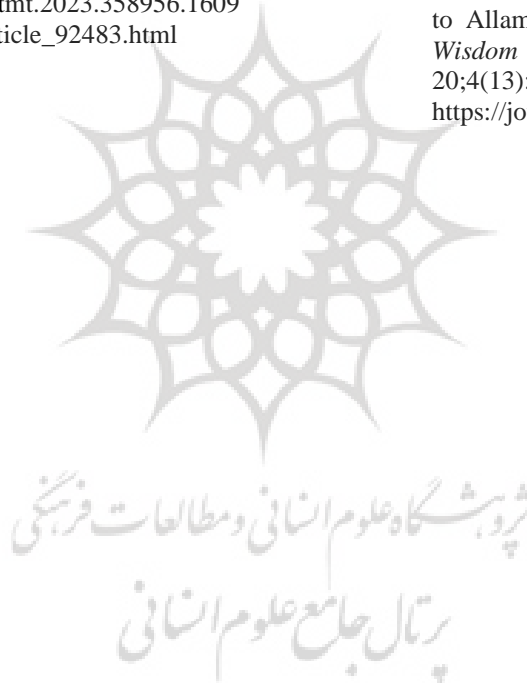 tmt.2023.358956.1609
ticle_92483.html
to Allam
Wisdom
20;4(13):
https://jo
پژوهشگاه علوم انسانی و مطالعات فرهنگی
پرتال جامع علوم انسانی